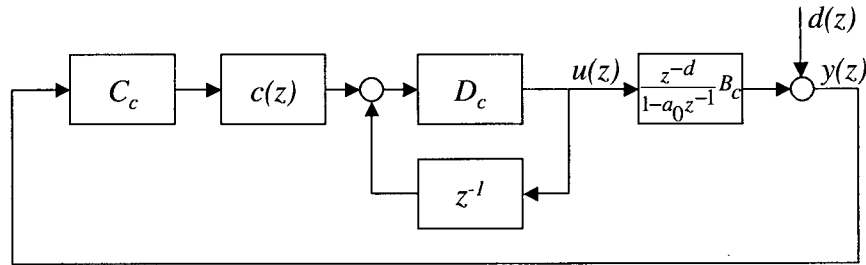 d(z)
C_c
c(z)
D_c
u(z)
z^{-d}
1-a_0z^{-1}
B_c
y(z)
z^{-1}